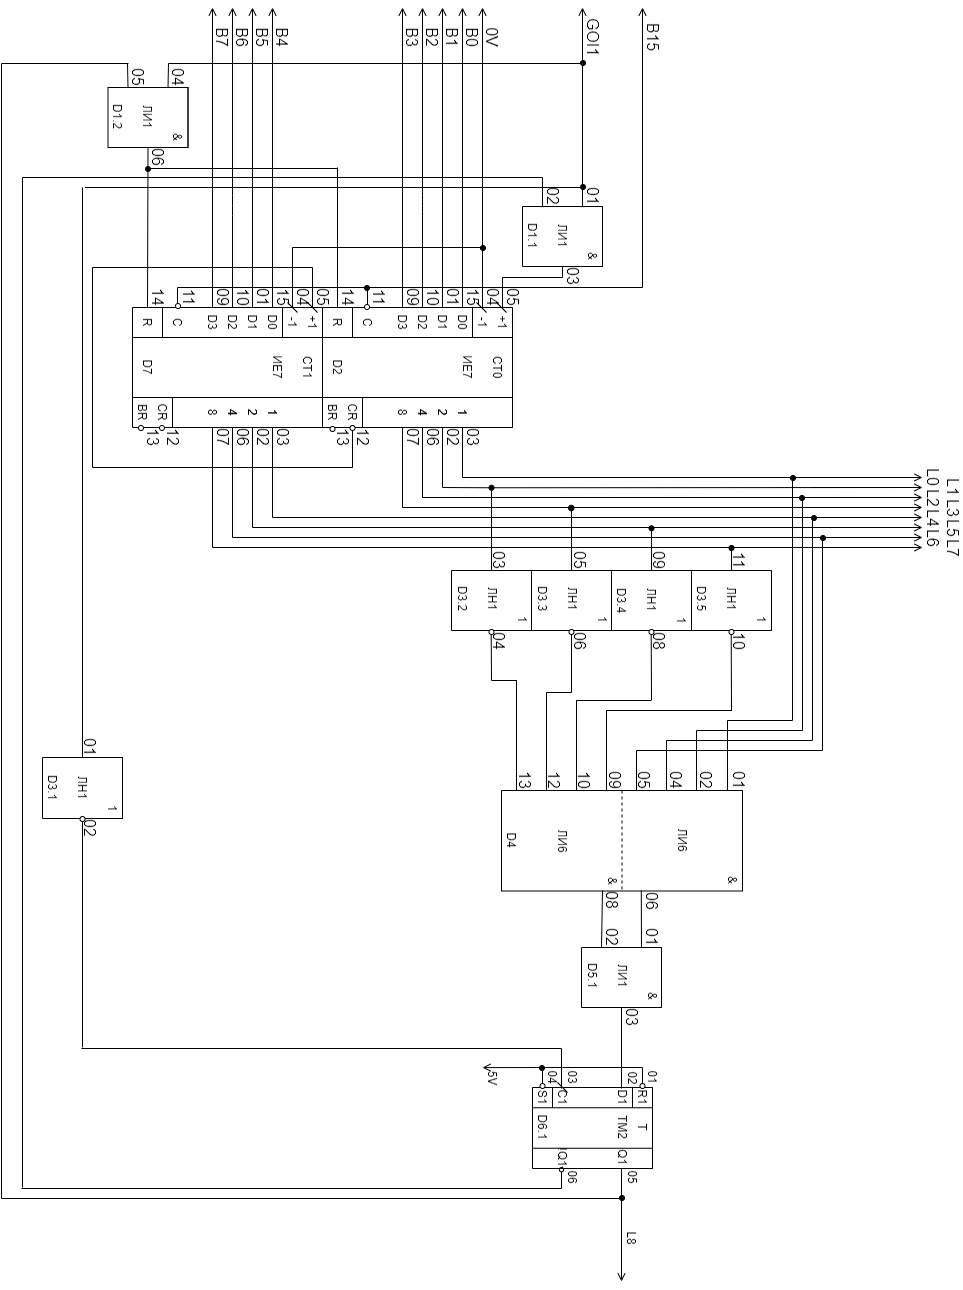 B7
B6
B5
B4
B3
B2
B1
B0
0V
GOI1
B15
05
04
ЛИ1
&
D1.2
06
02
01
ЛИ1
&
D1.1
03
14
11
09
10
01
15
04
05
14
11
09
10
01
15
04
05
R
C
D3
D2
D1
D0
-1
+1
R
C
D3
D2
D1
D0
-1
+1
D7
ИЕ7
CT1
D2
ИЕ7
CT0
BR
CR
8
4
2
1
BR
CR
8
4
2
1
13
12
07
06
02
03
13
12
07
06
02
03
L0
L1
L2
L3
L4
L5
L6
L7
03
05
09
11
D3.2
ЛН1
1
D3.3
ЛН1
1
D3.4
ЛН1
1
D3.5
ЛН1
1
04
06
08
10
01
D3.1
ЛН1
1
02
13
12
10
09
05
04
02
01
D4
ЛИ6
&
ЛИ6
&
08
06
02
01
D5.1
ЛИ1
&
03
5V
04
03
02
01
S1
C1
D1
R1
D6.1
TM2
T
!Q1
Q1
06
05
L8